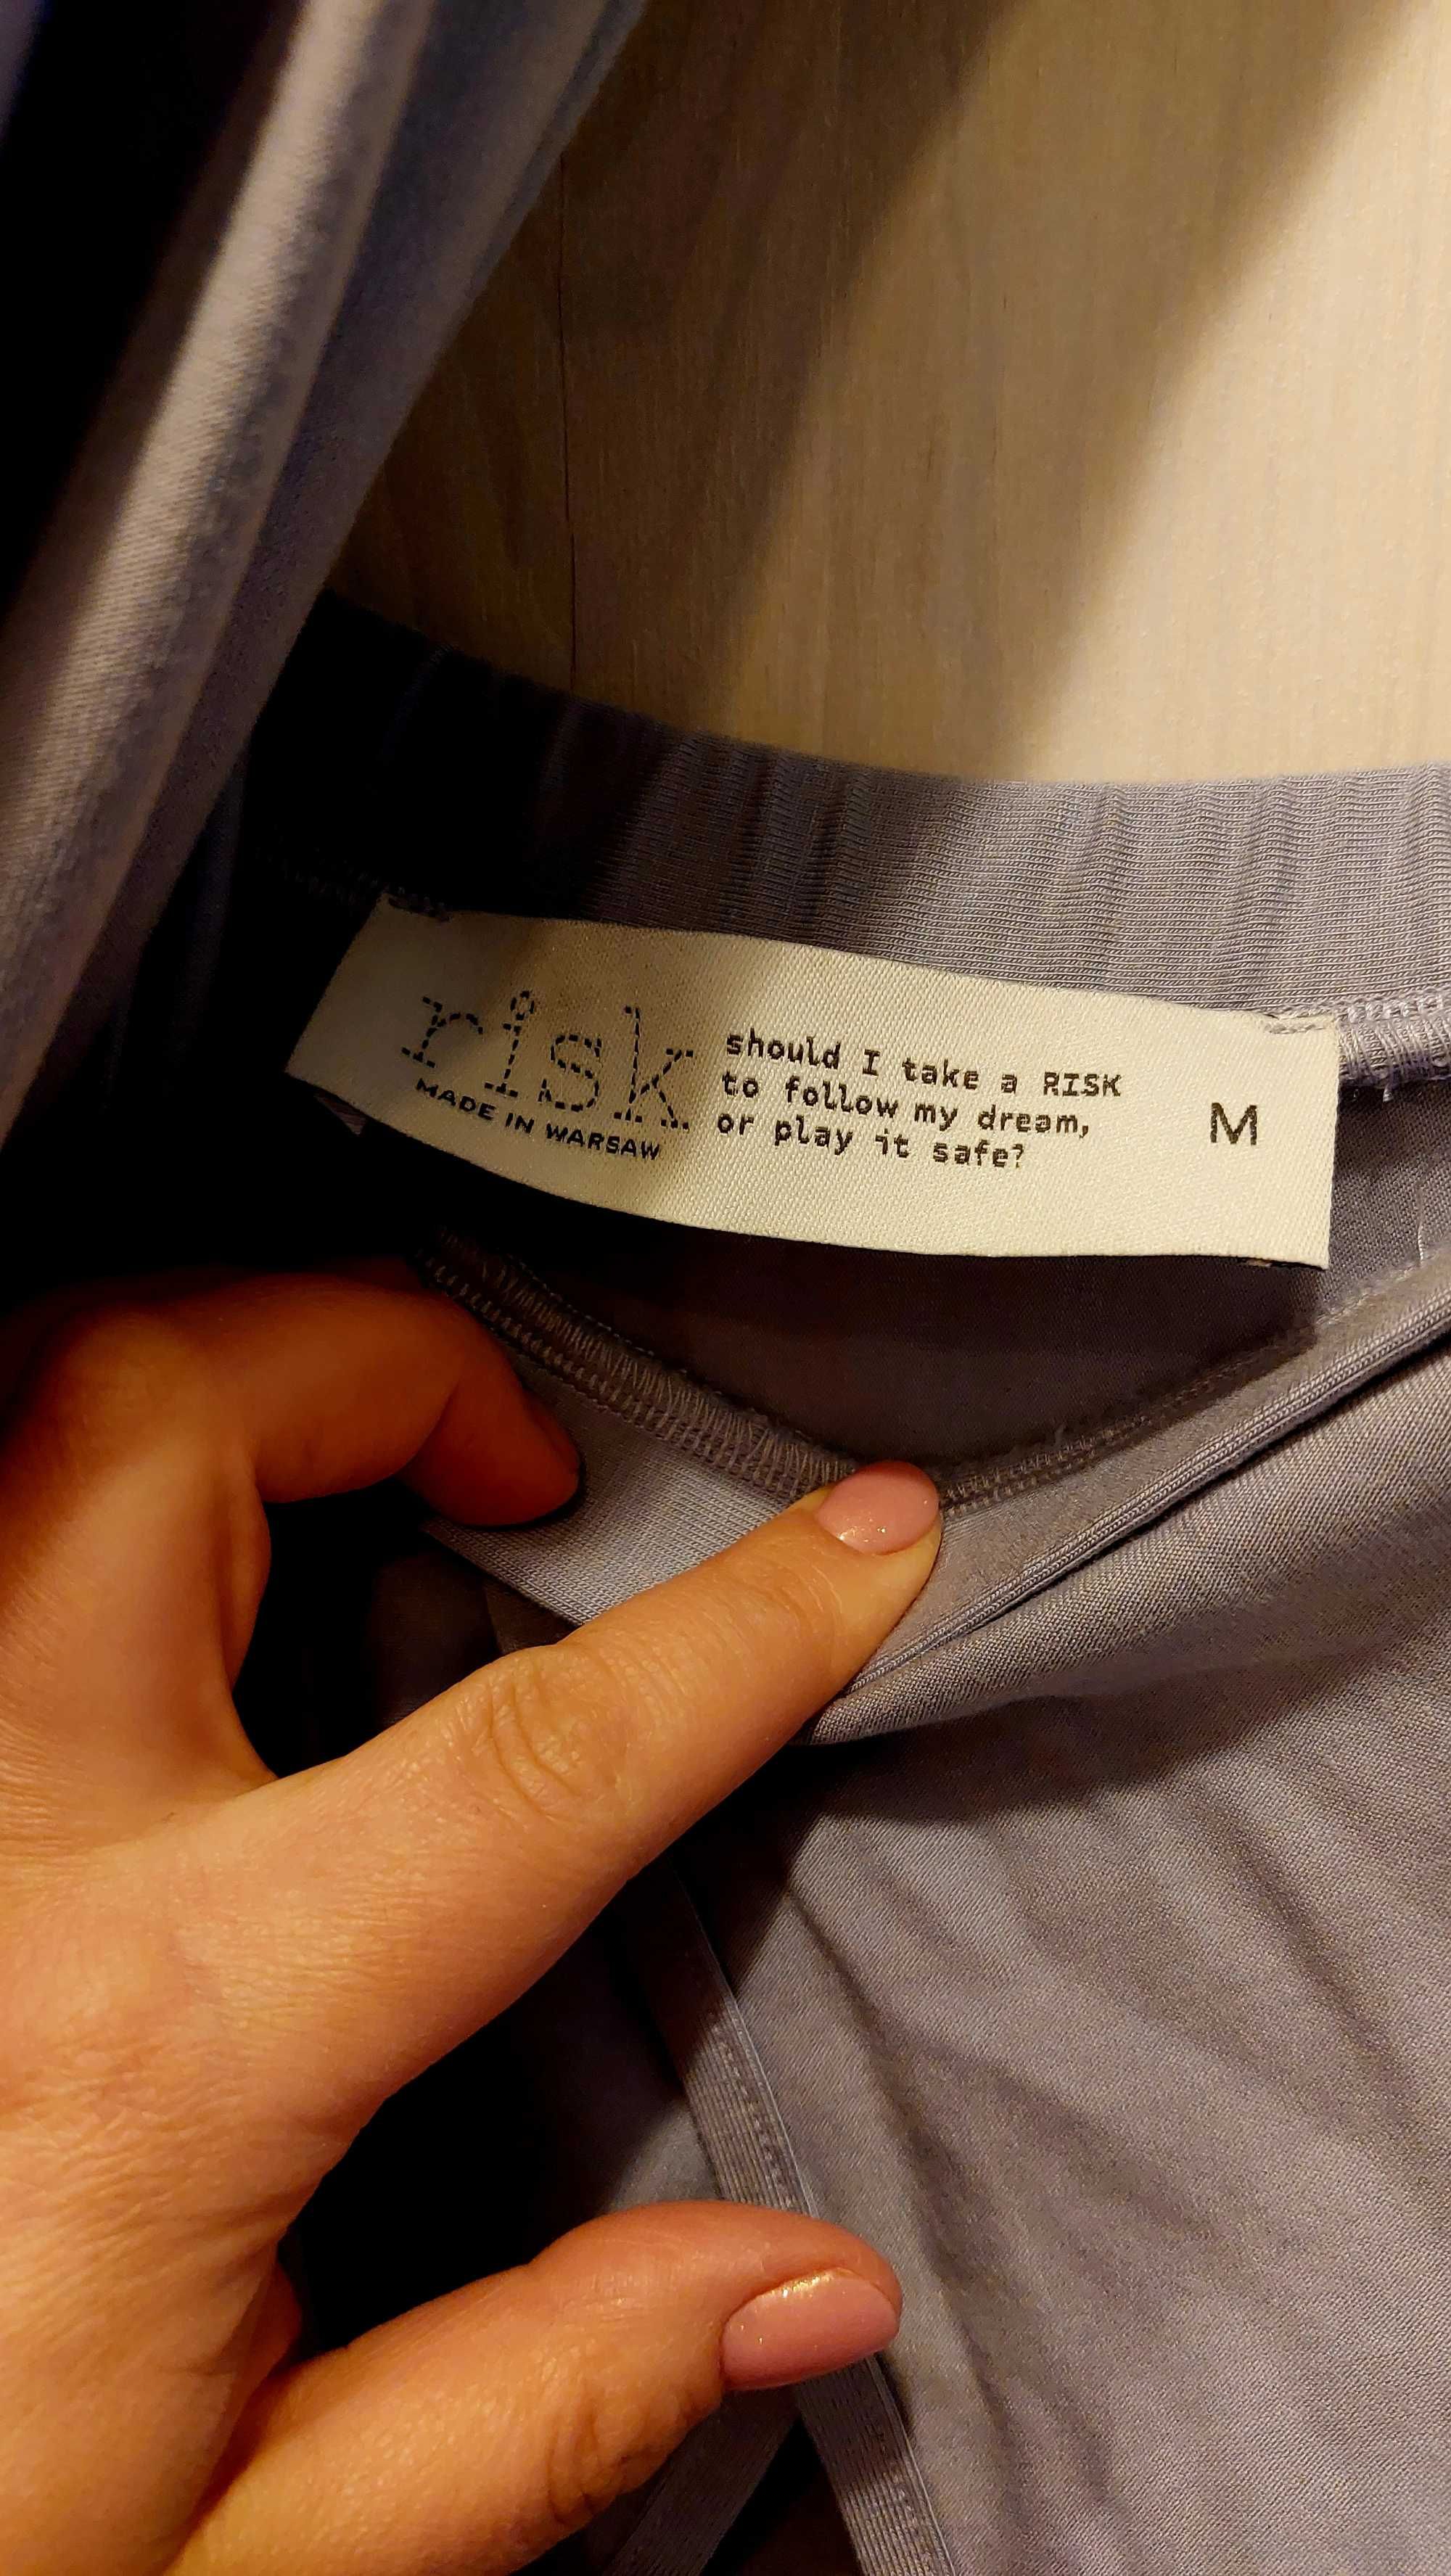 risk
MADE IN WARSAW
should I take a RISK
to follow my dream,
or play it safe?
M